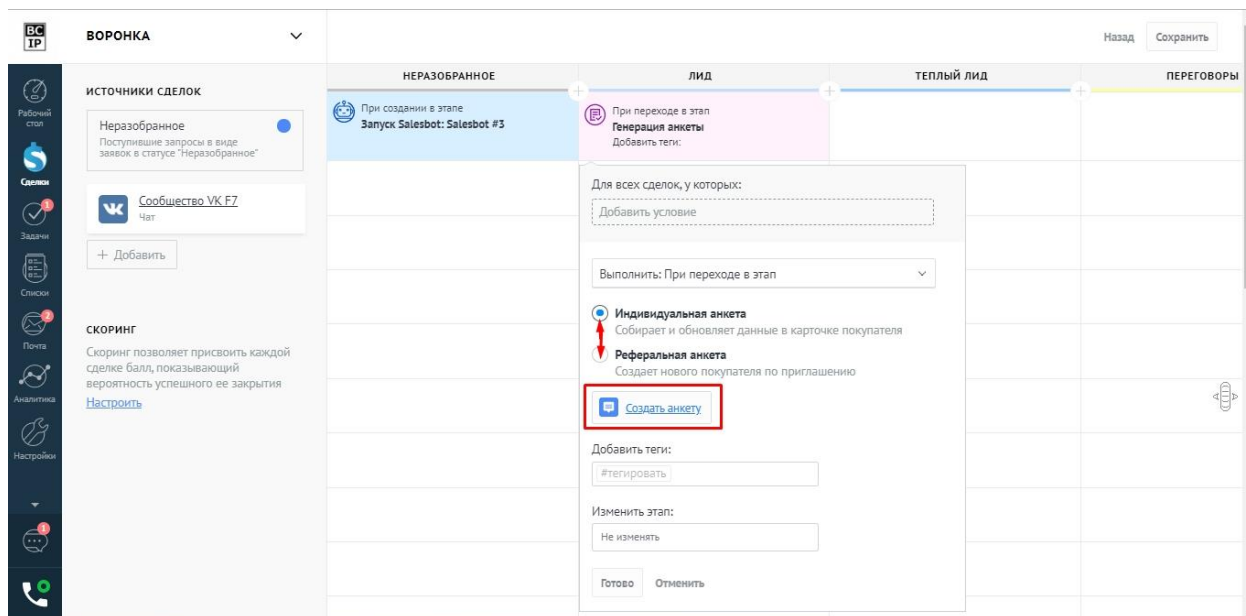 BC
IP
ВОРОНКА
Назад
Сохранить
Рабочий
стол
Сделки
1
Задачи
Списки
2
Почта
Аналитика
Настройки
1
ИСТОЧНИКИ СДЕЛОК
Неразобранное
Поступившие запросы в виде
заявок в статусе "Неразобранное"
Сообщество VK F7
Чат
+ Добавить
СКОРИНГ
Скоринг позволяет присвоить каждой
сделке балл, показывающий
вероятность успешного ее закрытия
Настроить
НЕРАЗОБРАННОЕ
ЛИД
ТЕПЛЫЙ ЛИД
ПЕРЕГОВОРЫ
При создании в этапе
Запуск Salesbot: Salesbot #3
При переходе в этап
Генерация анкеты
Добавить теги:
Для всех сделок, у которых:
Добавить условие
Выполнить: При переходе в этап
Индивидуальная анкета
Собирает и обновляет данные в карточке покупателя
Реферальная анкета
Создает нового покупателя по приглашению
Создать анкету
Добавить теги:
#тегировать
Изменить этап:
Не изменять
Готово
Отменить